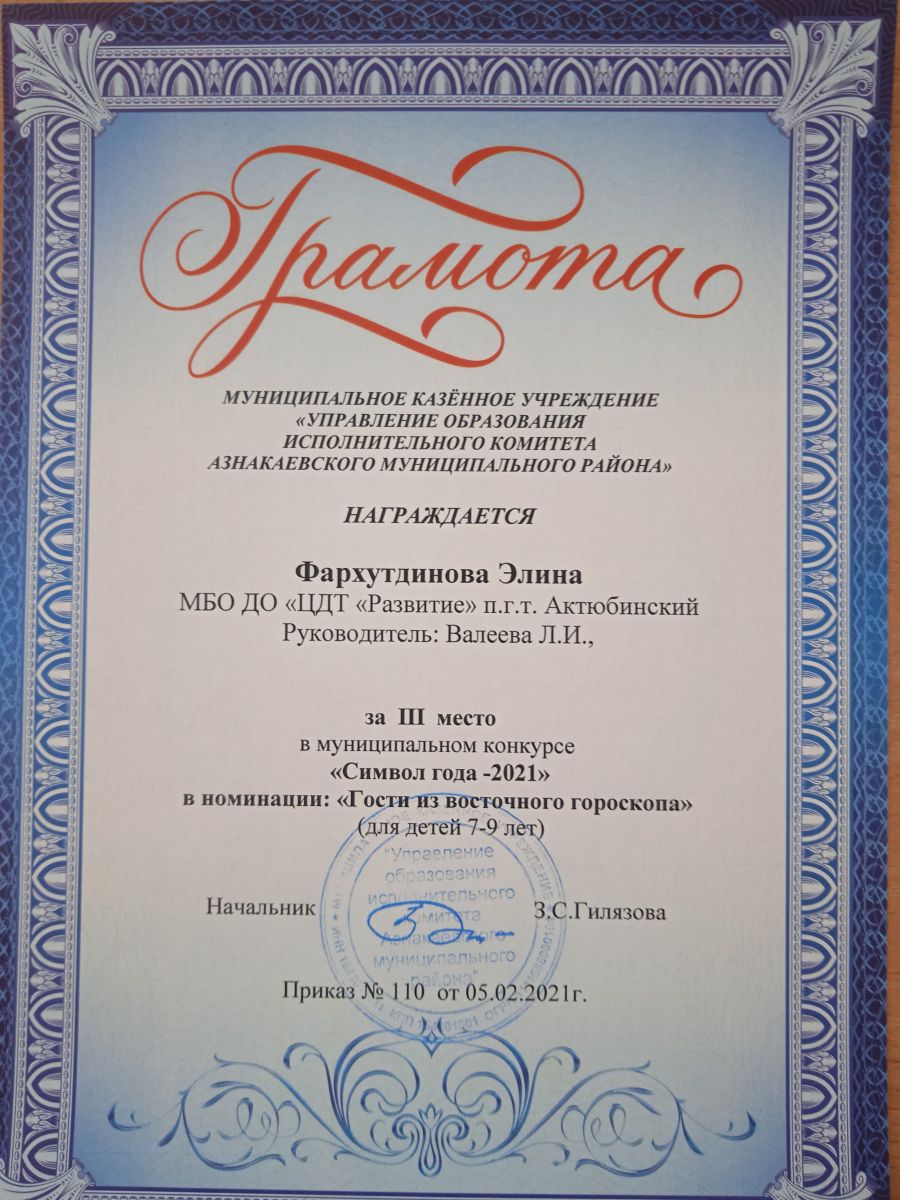 Грамота
МУНИЦИПАЛЬНОЕ КАЗЁННОЕ УЧРЕЖДЕНИЕ
«УПРАВЛЕНИЕ ОБРАЗОВАНИЯ
ИСПОЛНИТЕЛЬНОГО КОМИТЕТА
АЗНАКАЕВСКОГО МУНИЦИПАЛЬНОГО РАЙОНА»
НАГРАЖДАЕТСЯ
Фархутдинова Элина
МБО ДО «ЦДТ «Развитие» п.г.т. Актюбинский
Руководитель: Валеева Л.И.,
за III место
в муниципальном конкурсе
«Символ года -2021»
в номинации: «Гости из восточного гороскопа»
(для детей 7-9 лет)
"Управление
образования
исполнительного
комитета
Азнакаевского
муниципального
района"
Начальник З.С.Гилязова
Приказ № 110 от 05.02.2021г.